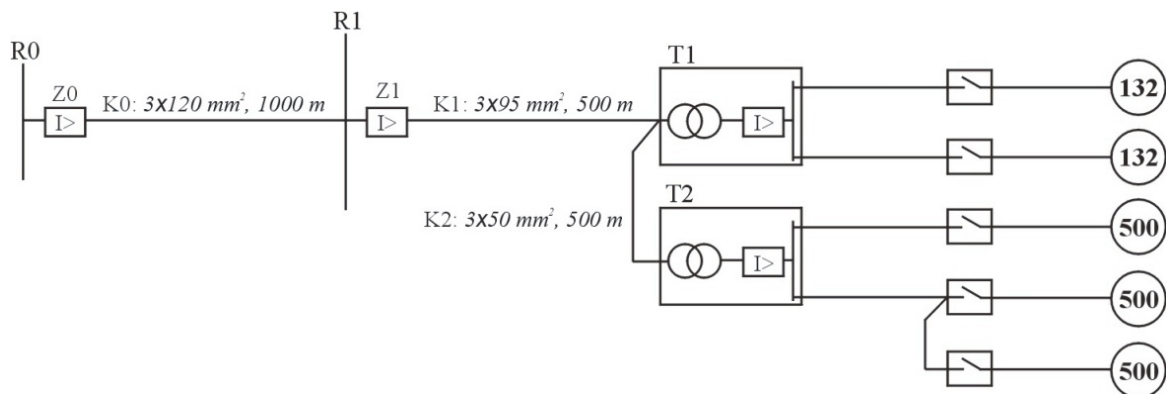 R0
Z0
I>
K0: 3x120 mm², 1000 m
R1
Z1
I>
K1: 3x95 mm², 500 m
K2: 3x50 mm², 500 m
T1
I>
T2
I>
132
132
500
500
500